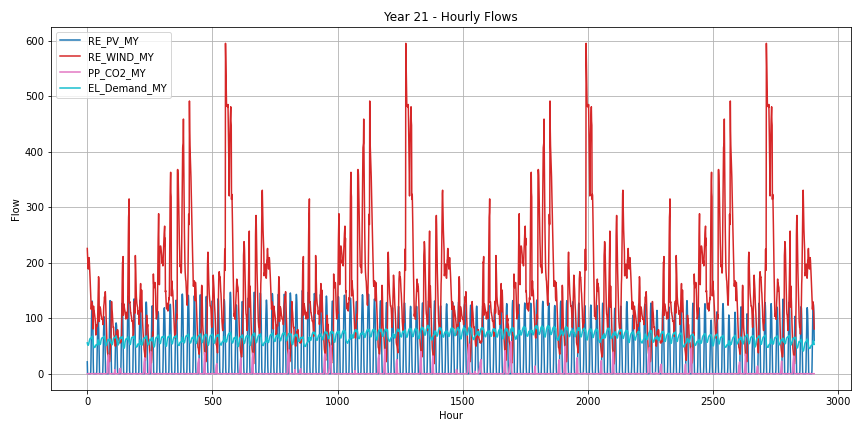 Year 21 - Hourly Flows
RE_PV_MY
RE_WIND_MY
PP_CO2_MY
EL_Demand_MY
600
500
400
300
200
100
0
Flow
0 500 1000 1500 2000 2500 3000
Hour